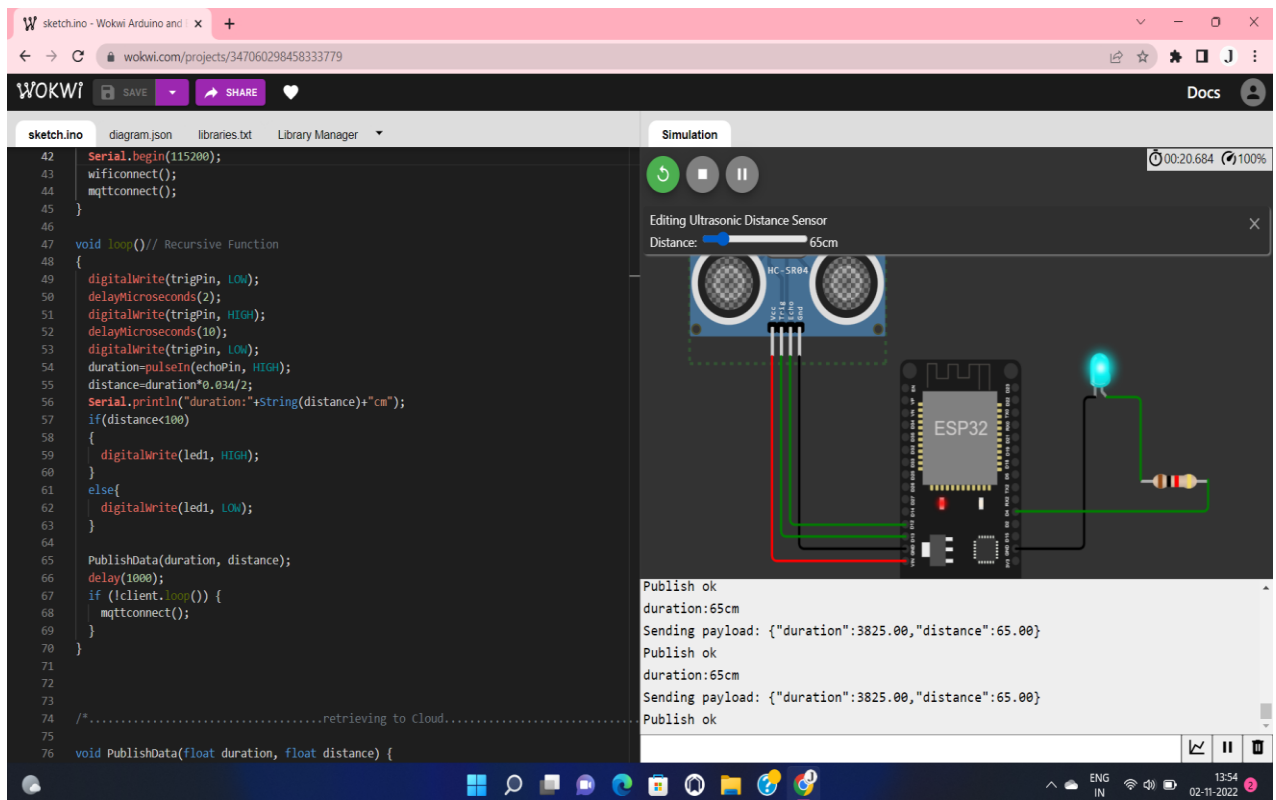 sketch.ino - Wokwi Arduino and
wokwi.com/projects/347060298458333779
WOKWi SAVE SHARE Docs
sketch.ino diagram.json libraries.txt Library Manager
42 Serial.begin(115200);
43 wificonnect();
44 mqttconnect();
45 }
46
47 void loop()// Recursive Function
48 {
49 digitalWrite(trigPin, LOW);
50 delayMicroseconds(2);
51 digitalWrite(trigPin, HIGH);
52 delayMicroseconds(10);
53 digitalWrite(trigPin, LOW);
54 duration=pulseIn(echoPin, HIGH);
55 distance=duration*0.034/2;
56 Serial.println("duration:"+String(distance)+"cm");
57 if(distance<100)
58 {
59 digitalWrite(led1, HIGH);
60 }
61 else{
62 digitalWrite(led1, LOW);
63 }
64
65 PublishData(duration, distance);
66 delay(1000);
67 if (!client.loop()) {
68 mqttconnect();
69 }
70 }
71
72
73
74 /*.....................................retrieving to Cloud...............................
75
76 void PublishData(float duration, float distance) {
Simulation
00:20.684 100%
Editing Ultrasonic Distance Sensor
Distance: 65cm
HC-SR04
Vcc
Trig
Echo
Gnd
ESP32
Publish ok
duration:65cm
Sending payload: {"duration":3825.00,"distance":65.00}
Publish ok
duration:65cm
Sending payload: {"duration":3825.00,"distance":65.00}
Publish ok
ENG
IN
13:54
02-11-2022
2